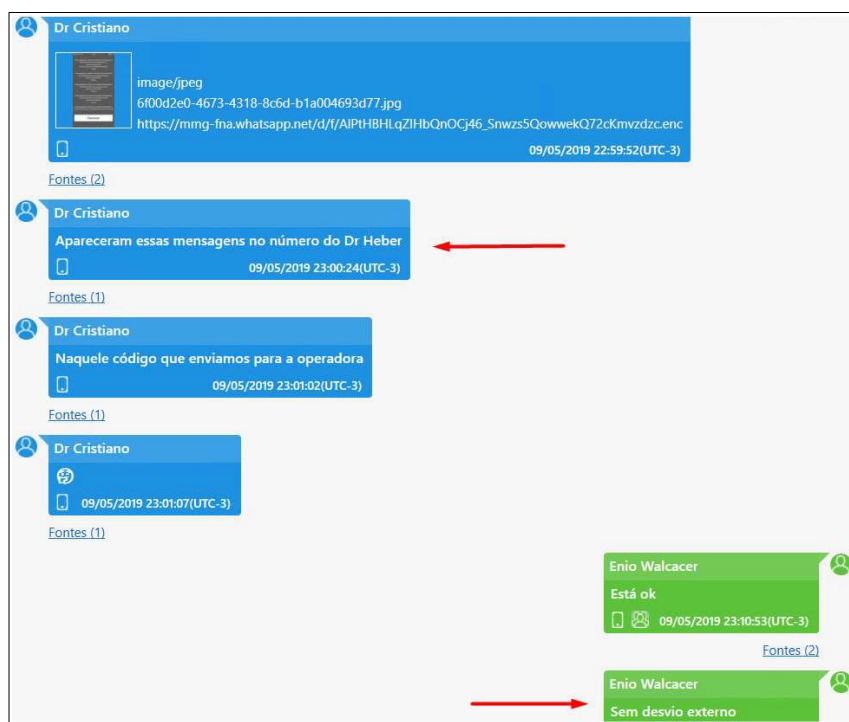 Dr Cristiano
image/jpeg
6f00d2e0-4673-4318-8c6d-b1a004693d77.jpg
https://mmg-fna.whatsapp.net/d/f/AlPtHBHLqZlHbQnOCj46_Snwzs5QowwekQ72cKmvzdzc.enc
09/05/2019 22:59:52(UTC-3)
Fontes (2)
Dr Cristiano
Apareceram essas mensagens no número do Dr Heber
09/05/2019 23:00:24(UTC-3)
Fontes (1)
Dr Cristiano
Naquele código que enviamos para a operadora
09/05/2019 23:01:02(UTC-3)
Fontes (1)
Dr Cristiano
09/05/2019 23:01:07(UTC-3)
Fontes (1)
Enio Walcacer
Está ok
09/05/2019 23:10:53(UTC-3)
Fontes (2)
Enio Walcacer
Sem desvio externo